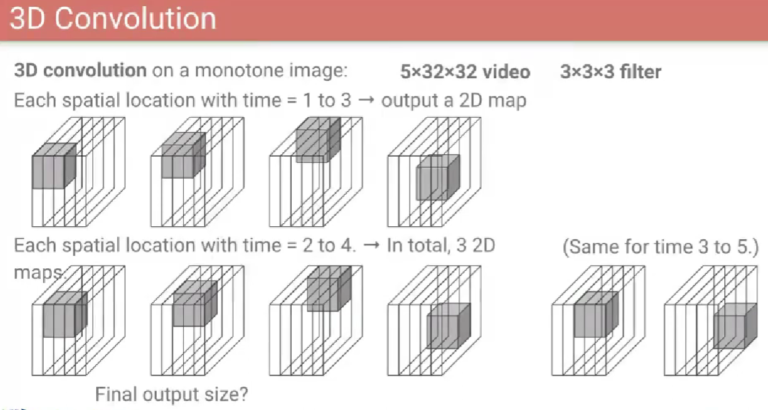 3D Convolution
3D convolution on a monotone image: 5×32×32 video 3×3×3 filter
Each spatial location with time = 1 to 3 → output a 2D map
Each spatial location with time = 2 to 4. → In total, 3 2D (Same for time 3 to 5.)
maps.
Final output size?